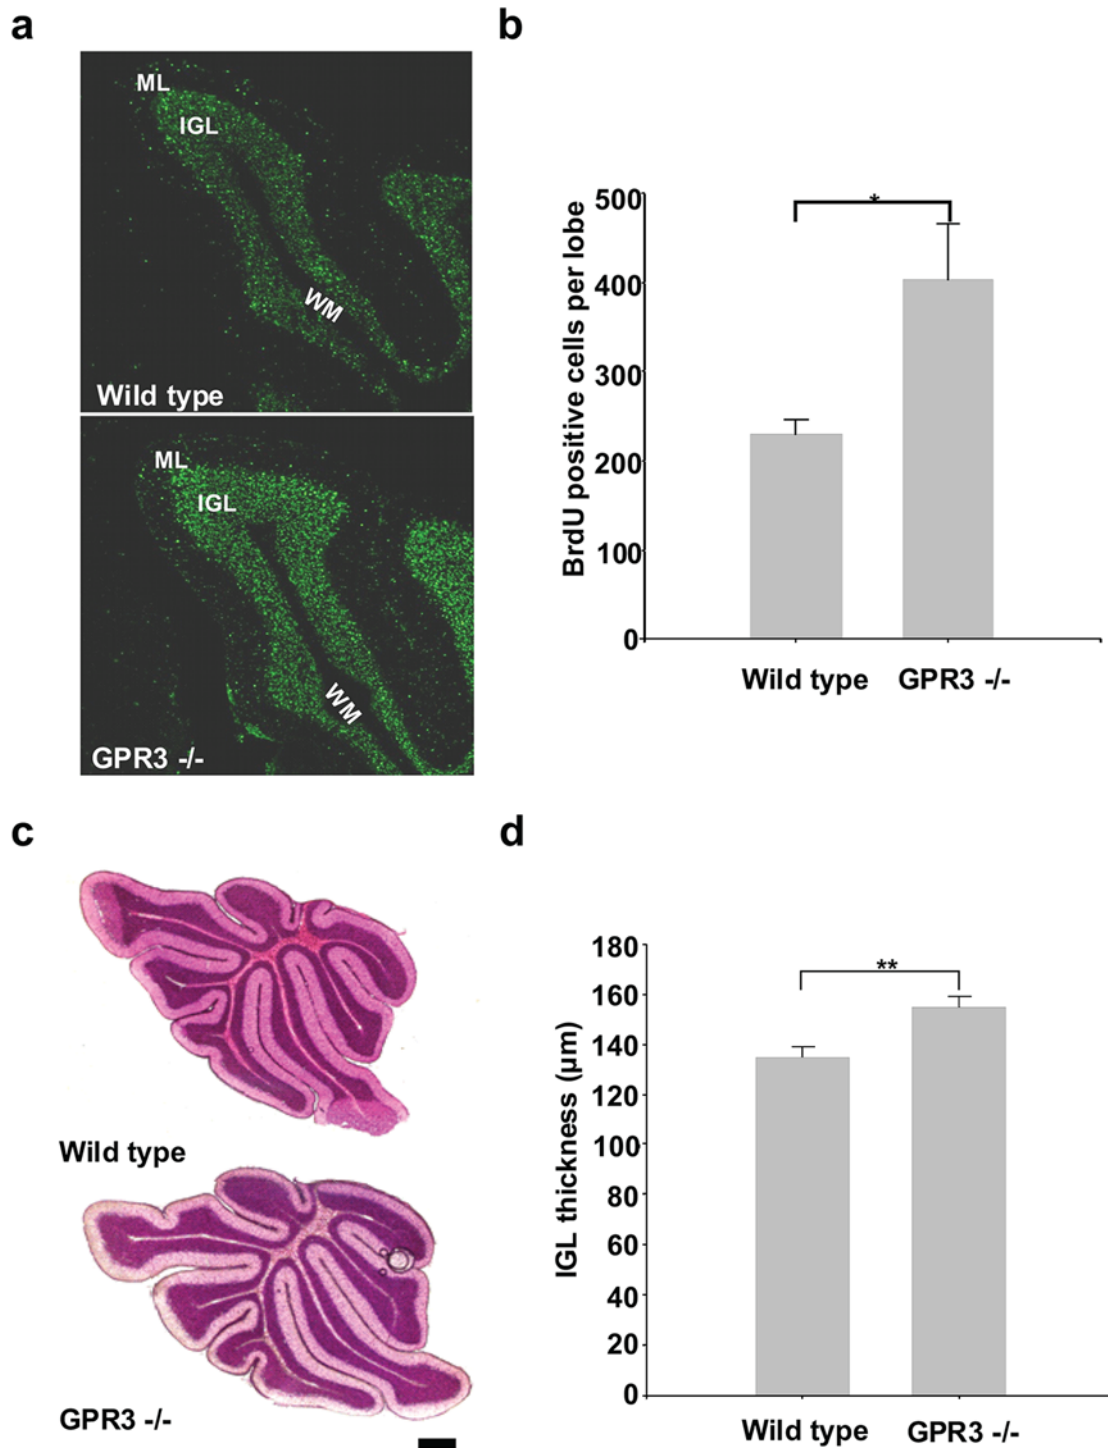 a
ML
IGL
WM
Wild type
ML
IGL
WM
GPR3 -/-
b
BrdU positive cells per lobe
500
400
300
200
100
0
*
Wild type GPR3 -/-
c
Wild type
GPR3 -/-
d
IGL thickness (µm)
180
160
140
120
100
80
60
40
20
0
**
Wild type GPR3 -/-